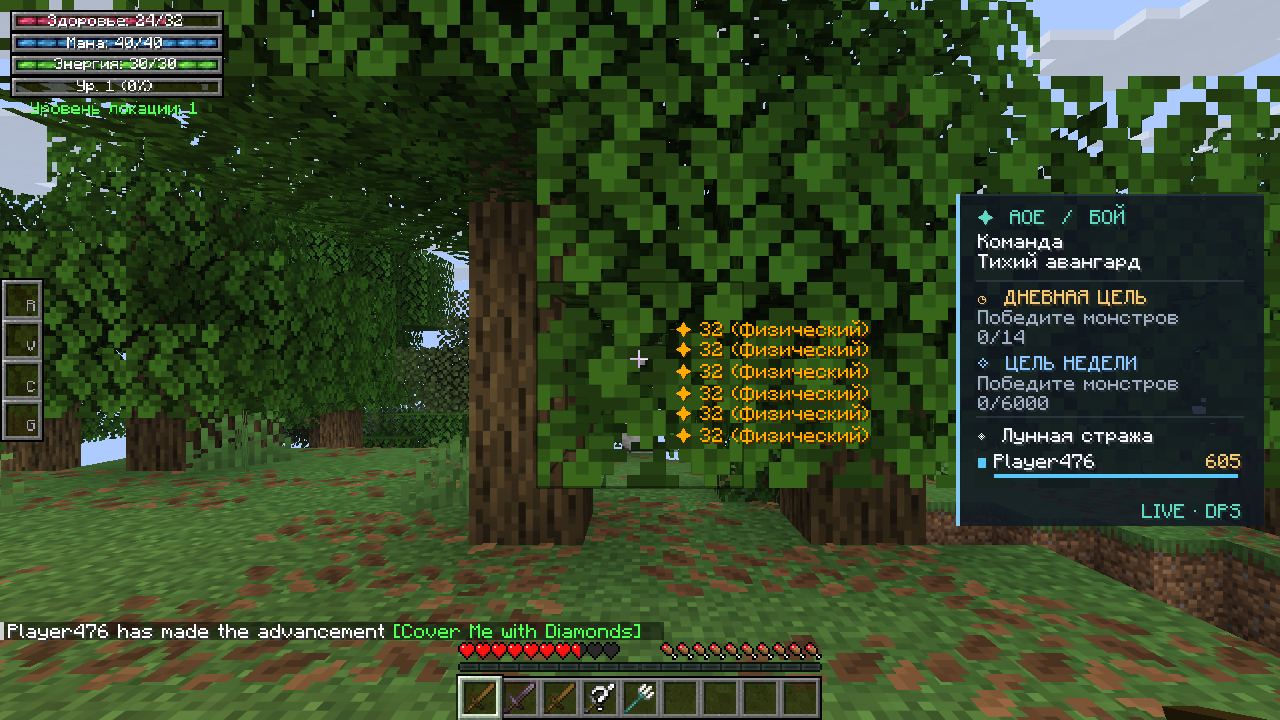 Здоровье: 24/32
Мана: 40/40
Энергия: 30/30
Ур. 1 (0%)
Уровень локации: 1
R
V
C
G
32 (Физический)
32 (Физический)
32 (Физический)
32 (Физический)
32 (Физический)
32 (Физический)
АОЕ / БОЙ
Команда
Тихий авангард
ДНЕВНАЯ ЦЕЛЬ
Победите монстров
0/14
ЦЕЛЬ НЕДЕЛИ
Победите монстров
0/6000
Лунная стража
Player476 605
LIVE · DPS
Player476 has made the advancement [Cover Me with Diamonds]